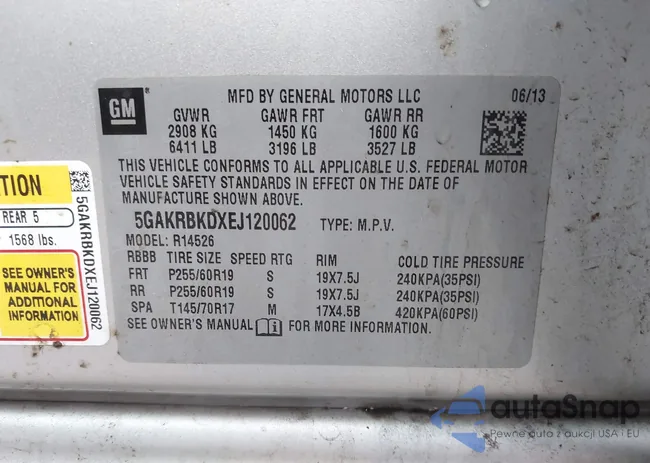 GM
MFD BY GENERAL MOTORS LLC 06/13
GVWR GAWR FRT GAWR RR
2908 KG 1450 KG 1600 KG
6411 LB 3196 LB 3527 LB
THIS VEHICLE CONFORMS TO ALL APPLICABLE U.S. FEDERAL MOTOR
VEHICLE SAFETY STANDARDS IN EFFECT ON THE DATE OF
MANUFACTURE SHOWN ABOVE.
5GAKRBKDXEJ120062 TYPE: M.P.V.
MODEL: R14526
RBBB TIRE SIZE SPEED RTG RIM COLD TIRE PRESSURE
FRT P255/60R19 S 19X7.5J 240KPA(35PSI)
RR P255/60R19 S 19X7.5J 240KPA(35PSI)
SPA T145/70R17 M 17X4.5B 420KPA(60PSI)
SEE OWNER'S MANUAL FOR MORE INFORMATION.
ATION
REAR 5
1568 lbs.
SEE OWNER'S
MANUAL FOR
ADDITIONAL
INFORMATION
5GAKRBKDXEJ120062
autoSnap
Pewne auta z aukcji USA i EU